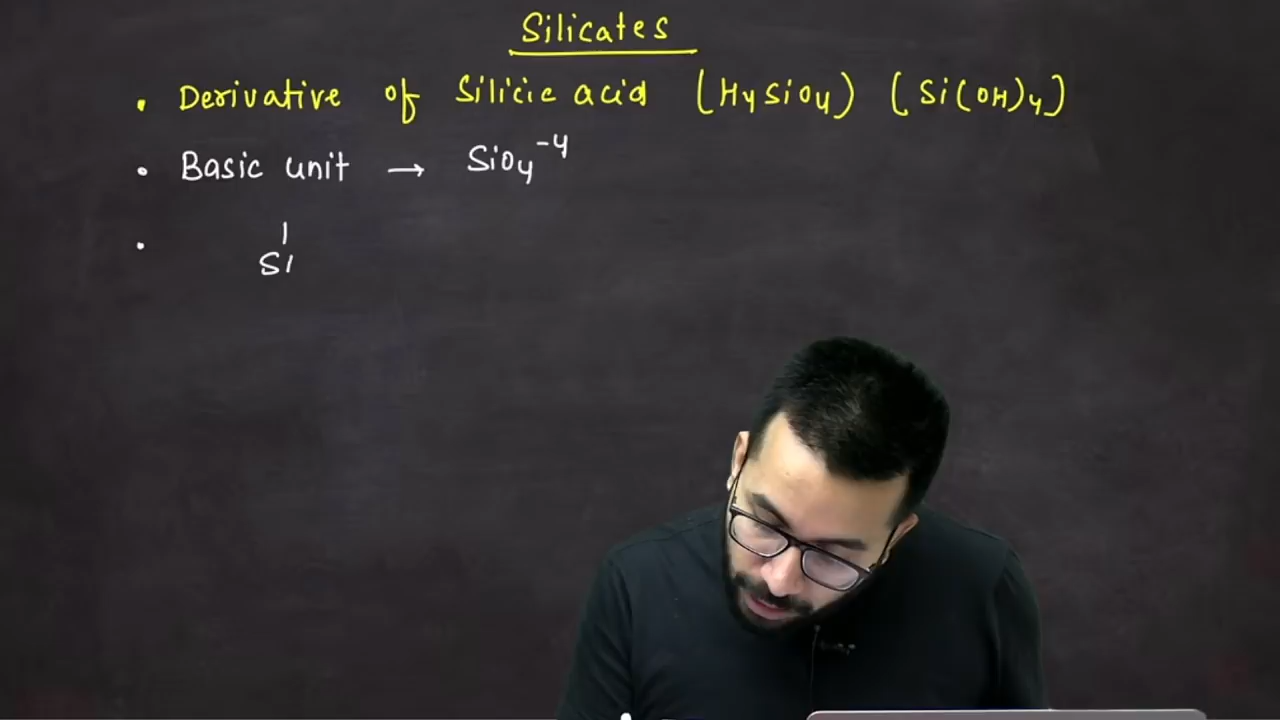 Silicates
• Derivative of Silicic acid (H4SiO4) (Si(OH)4)
• Basic unit → SiO4^-4
• Si